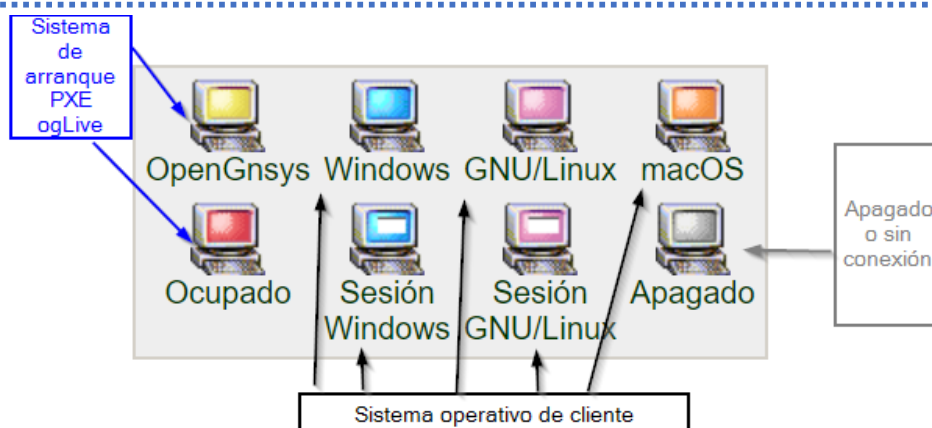 Sistema
de
arranque
PXE
ogLive
OpenGnsys Windows GNU/Linux macOS
Apagado
o sin
conexión
Ocupado Sesión Sesión Apagado
Windows GNU/Linux
Sistema operativo de cliente